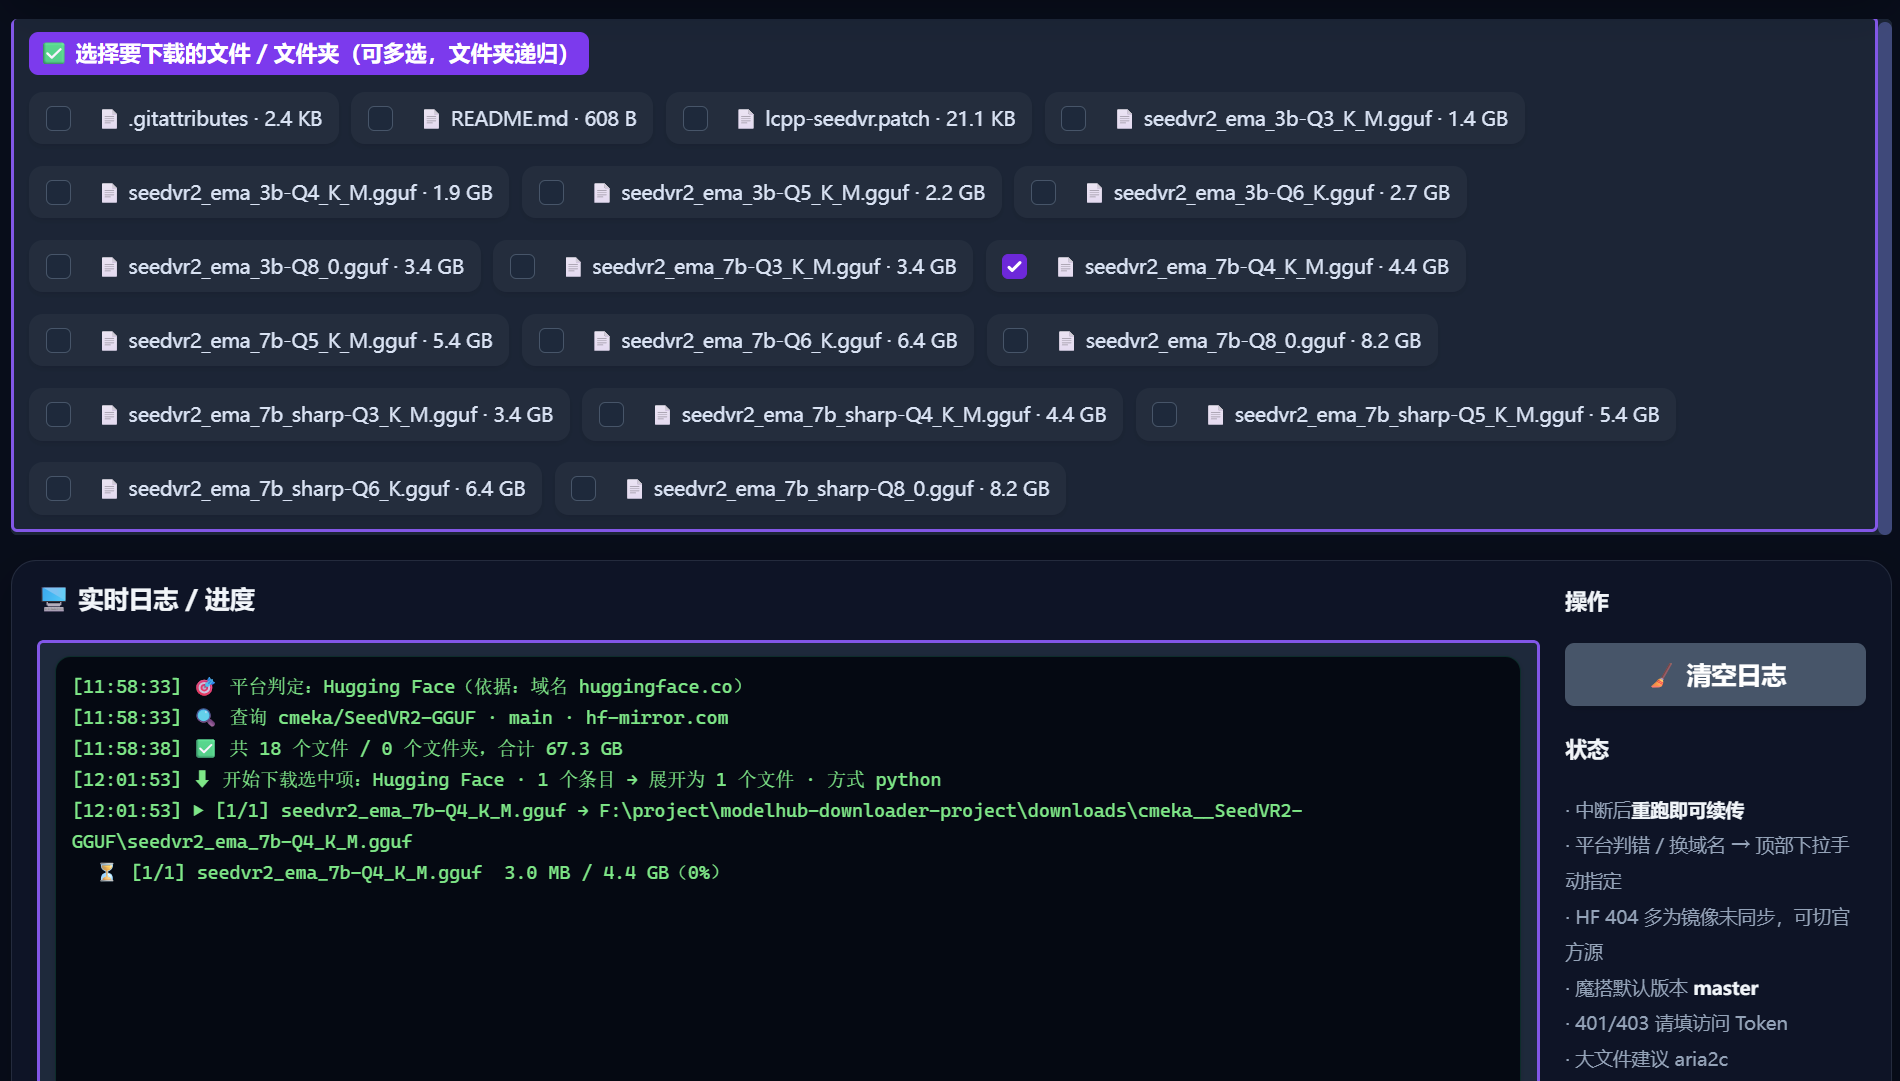 ✅ 选择要下载的文件 / 文件夹（可多选，文件夹递归）
.gitattributes · 2.4 KB
README.md · 608 B
lcpp-seedvr.patch · 21.1 KB
seedvr2_ema_3b-Q3_K_M.gguf · 1.4 GB
seedvr2_ema_3b-Q4_K_M.gguf · 1.9 GB
seedvr2_ema_3b-Q5_K_M.gguf · 2.2 GB
seedvr2_ema_3b-Q6_K.gguf · 2.7 GB
seedvr2_ema_3b-Q8_0.gguf · 3.4 GB
seedvr2_ema_7b-Q3_K_M.gguf · 3.4 GB
seedvr2_ema_7b-Q4_K_M.gguf · 4.4 GB
seedvr2_ema_7b-Q5_K_M.gguf · 5.4 GB
seedvr2_ema_7b-Q6_K.gguf · 6.4 GB
seedvr2_ema_7b-Q8_0.gguf · 8.2 GB
seedvr2_ema_7b_sharp-Q3_K_M.gguf · 3.4 GB
seedvr2_ema_7b_sharp-Q4_K_M.gguf · 4.4 GB
seedvr2_ema_7b_sharp-Q5_K_M.gguf · 5.4 GB
seedvr2_ema_7b_sharp-Q6_K.gguf · 6.4 GB
seedvr2_ema_7b_sharp-Q8_0.gguf · 8.2 GB
实时日志 / 进度
[11:58:33] 🎯 平台判定：Hugging Face（依据：域名 huggingface.co）
[11:58:33] 🔍 查询 cmeka/SeedVR2-GGUF · main · hf-mirror.com
[11:58:38] ✅ 共 18 个文件 / 0 个文件夹，合计 67.3 GB
[12:01:53] ⬇ 开始下载选中项：Hugging Face · 1 个条目 → 展开为 1 个文件 · 方式 python
[12:01:53] ▶ [1/1] seedvr2_ema_7b-Q4_K_M.gguf → F:\project\modelhub-downloader-project\downloads\cmeka__SeedVR2-
GGUF\seedvr2_ema_7b-Q4_K_M.gguf
⏳ [1/1] seedvr2_ema_7b-Q4_K_M.gguf 3.0 MB / 4.4 GB（0%）
操作
清空日志
状态
· 中断后重跑即可续传
· 平台判错 / 换域名 → 顶部下拉手
动指定
· HF 404 多为镜像未同步，可切官
方源
· 魔搭默认版本 master
· 401/403 请填访问 Token
· 大文件建议 aria2c